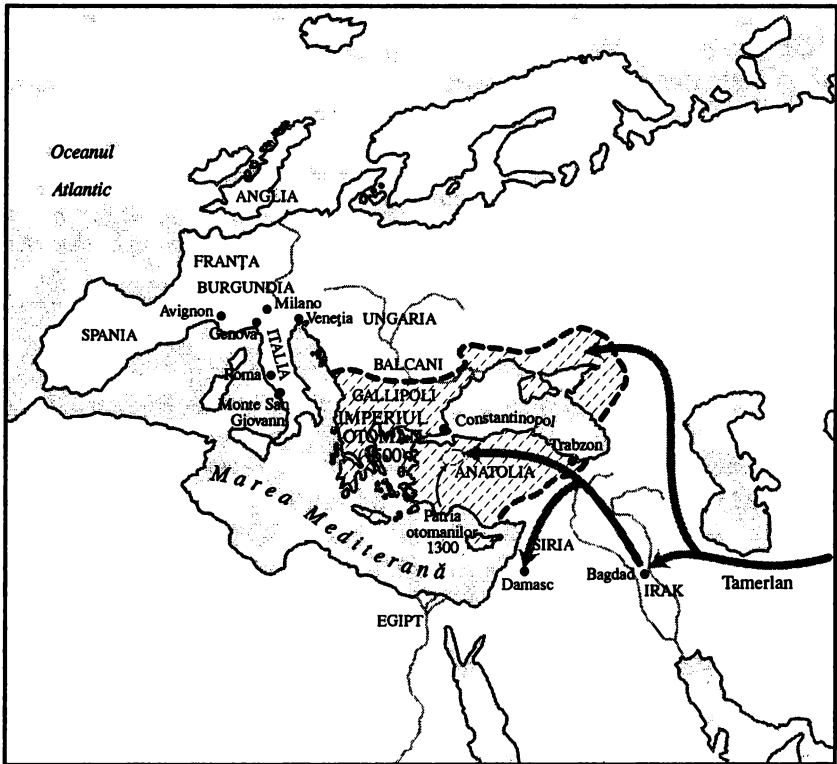 Oceanul
Atlantic
ANGLIA
FRANȚA
BURGUNDIA
Milano
Avignon
Veneția
UNGARIA
Genova
SPANIA
ITALIA
BALCANI
Roma
GALLIPOLI
Monte San
Giovanni
IMPERIUL
OTOMAN
(1500)
Constantinopol
Trabzon
ANATOLIA
Marea Mediterană
Patria
otomanilor
1300
SIRIA
Damasc
Bagdad
IRAK
Tamerlan
EGIPT